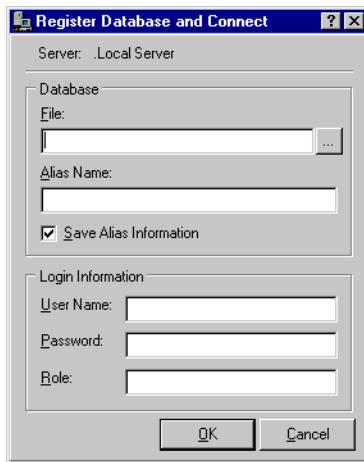 Register Database and Connect
Server: .Local Server
Database
File:
...
Alias Name:
Save Alias Information
Login Information
User Name:
Password:
Role:
OK Cancel